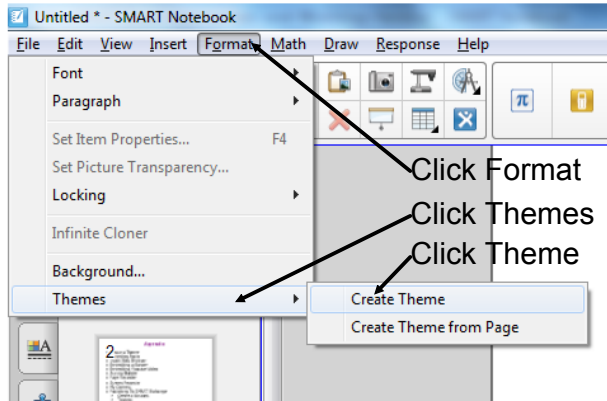 Untitled * - SMART Notebook
File Edit View Insert Format Math Draw Response Help
Font
Paragraph
Set Item Properties... F4
Set Picture Transparency...
Locking
Infinite Cloner
Background...
Themes
Create Theme
Create Theme from Page
Click Format
Click Themes
Click Theme
π
A
2
Agenda